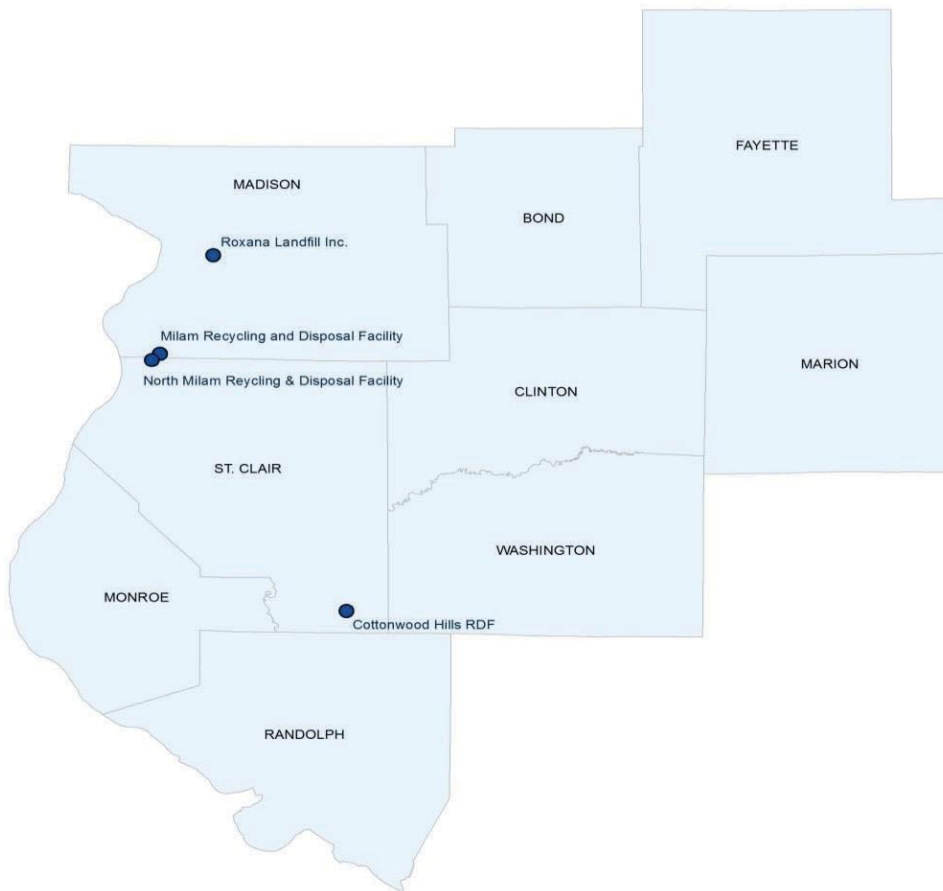 FAYETTE
MADISON
BOND
Roxana Landfill Inc.
Milam Recycling and Disposal Facility
MARION
North Milam Reycling & Disposal Facility
CLINTON
ST. CLAIR
WASHINGTON
MONROE
Cottonwood Hills RDF
RANDOLPH